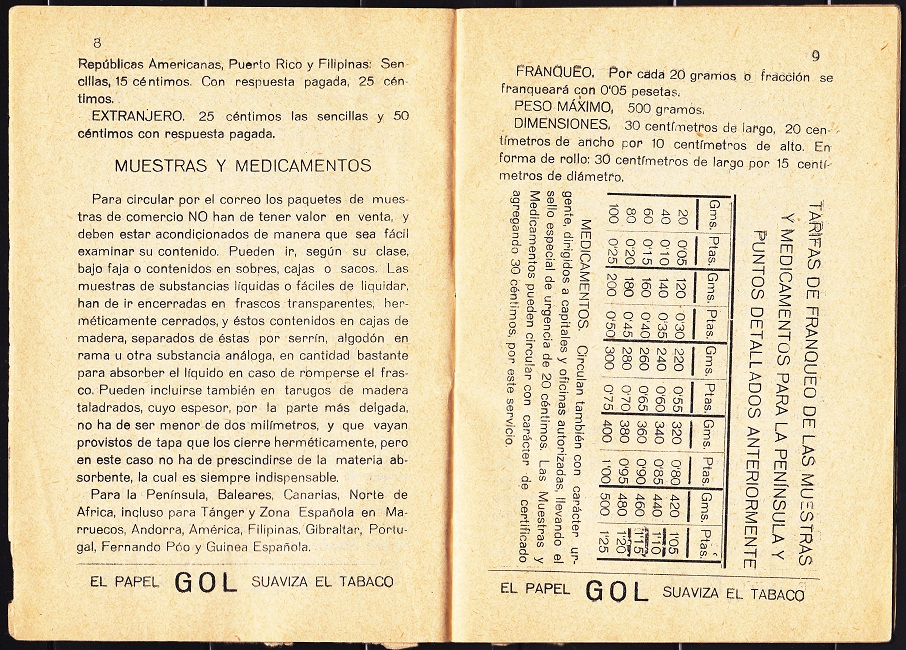 8
Repúblicas Americanas, Puerto Rico y Filipinas: Sen-
cillas, 15 céntimos. Con respuesta pagada, 25 cén-
timos.
EXTRANJERO. 25 céntimos las sencillas y 50
céntimos con respuesta pagada.
MUESTRAS Y MEDICAMENTOS
Para circular por el correo los paquetes de mues-
tras de comercio NO han de tener valor en venta, y
deben estar acondicionados de manera que sea fácil
examinar su contenido. Pueden ir, según su clase,
bajo faja o contenidos en sobres, cajas o sacos. Las
muestras de substancias líquidas o fáciles de liquidar,
han de ir encerradas en frascos transparentes, her-
méticamente cerrados, y éstos contenidos en cajas de
madera, separados de éstas por serrín, algodón en
rama u otra substancia análoga, en cantidad bastante
para absorber el líquido en caso de romperse el fras-
co. Pueden incluirse también en tarugos de madera
taladrados, cuyo espesor, por la parte más delgada,
no ha de ser menor de dos milímetros, y que vayan
provistos de tapa que los cierre herméticamente, pero
en este caso no ha de prescindirse de la materia ab-
sorbente, la cual es siempre indispensable.
Para la Península, Baleares, Canarias, Norte de
Africa, incluso para Tánger y Zona Española en Ma-
rruecos, Andorra, América, Filipinas, Gibraltar, Portu-
gal, Fernando Póo y Guinea Española.
EL PAPEL GOL SUAVIZA EL TABACO
9
FRANQUEO. Por cada 20 gramos o fracción se
franqueará con 0'05 pesetas.
PESO MÁXIMO, 500 gramos.
DIMENSIONES, 30 centímetros de largo, 20 cen-
tímetros de ancho por 10 centímetros de alto. En
forma de rollo: 30 centímetros de largo por 15 centí-
metros de diámetro.
TARIFAS DE FRANQUEO DE LAS MUESTRAS
Y MEDICAMENTOS PARA LA PENÍNSULA Y
PUNTOS DETALLADOS ANTERIORMENTE
Gms. Ptas. Gms. Ptas. Gms. Ptas. Gms. Ptas. Gms. Ptas.
20 0'05 120 0'30 220 0'55 320 0'80 420 1'05
40 0'10 140 0'35 240 0'60 340 0'85 440 1'10
60 0'15 160 0'40 260 0'65 360 0'90 460 1'15
80 0'20 180 0'45 280 0'70 380 0'95 480 1'20
100 0'25 200 0'50 300 0'75 400 1'00 500 1'25
MEDICAMENTOS. Circulan también con carácter ur-
gente, dirigidos a capitales y oficinas autorizadas, llevando el
sello especial de urgencia de 20 céntimos. Las Muestras y
Medicamentos pueden circular con carácter de certificado
agregando 30 céntimos, por este servicio.
EL PAPEL GOL SUAVIZA EL TABACO